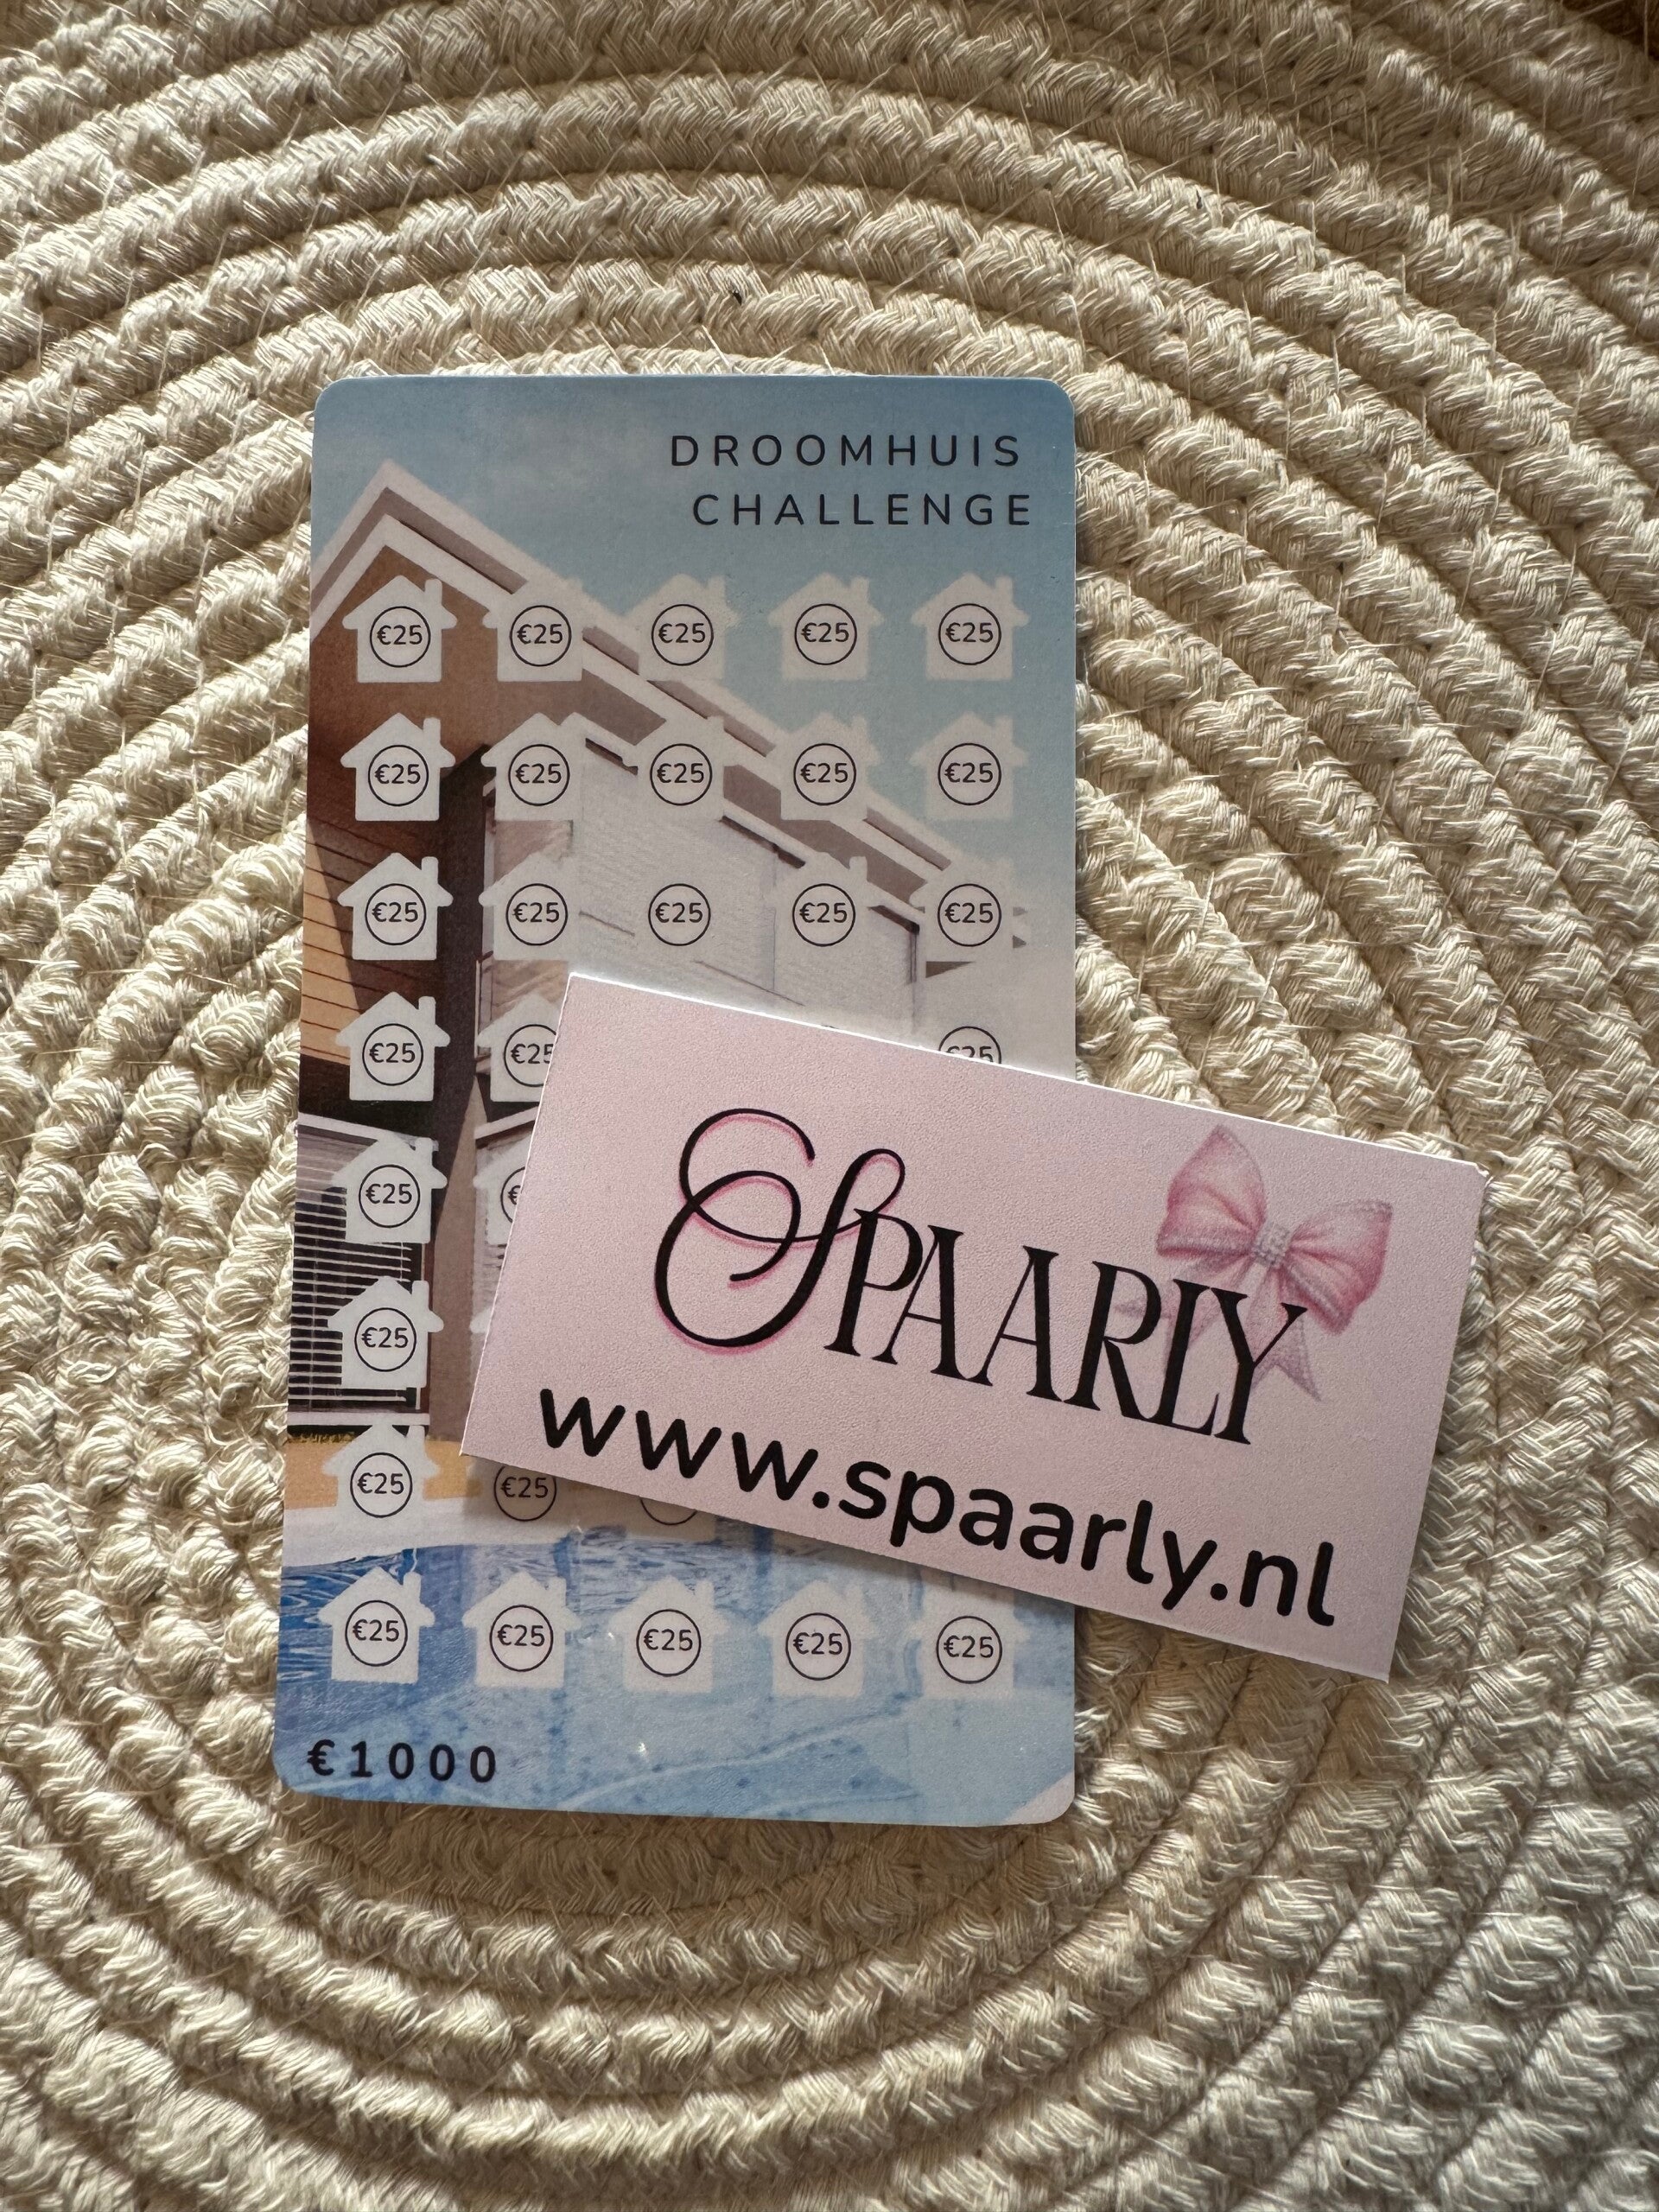 DROOMHUIS
CHALLENGE
€25 €25 €25 €25 €25
€25 €25 €25 €25 €25
€25 €25 €25 €25 €25
€25 €25 €25
€25
€25
€25 €25
€25 €25 €25 €25 €25
€1000
SPAARLY
www.spaarly.nl